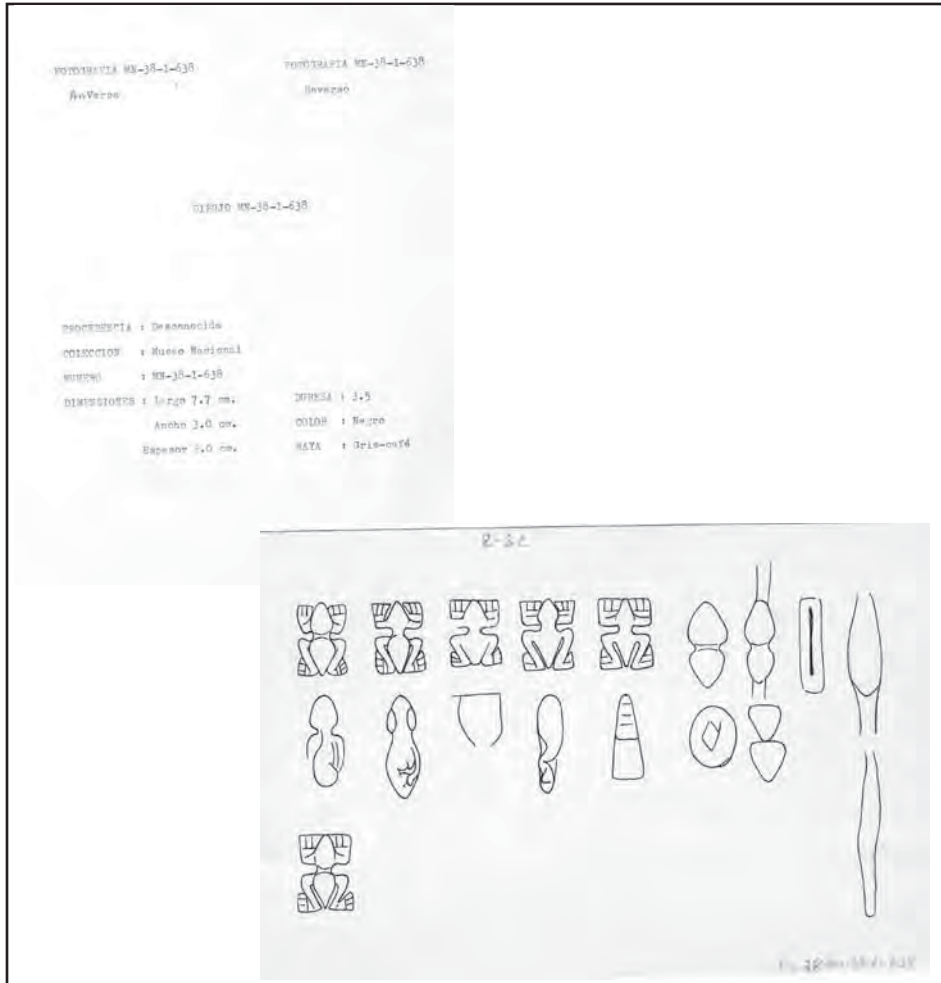 FOTOGRAFIA MN-38-1-638
AnVerso
FOTOGRAFIA MN-38-1-638
Reverso
DIBUJO MN-38-1-638
PROCEDENCIA : Desconocida
COLECCION : Museo Nacional
NUMERO : MN-38-1-638
DIMENSIONES : Largo 7.7 cm.
Ancho 3.0 cm.
Espesor cm.
DUREZA : 3.5
COLOR : Negro
RAYA : Gris-café